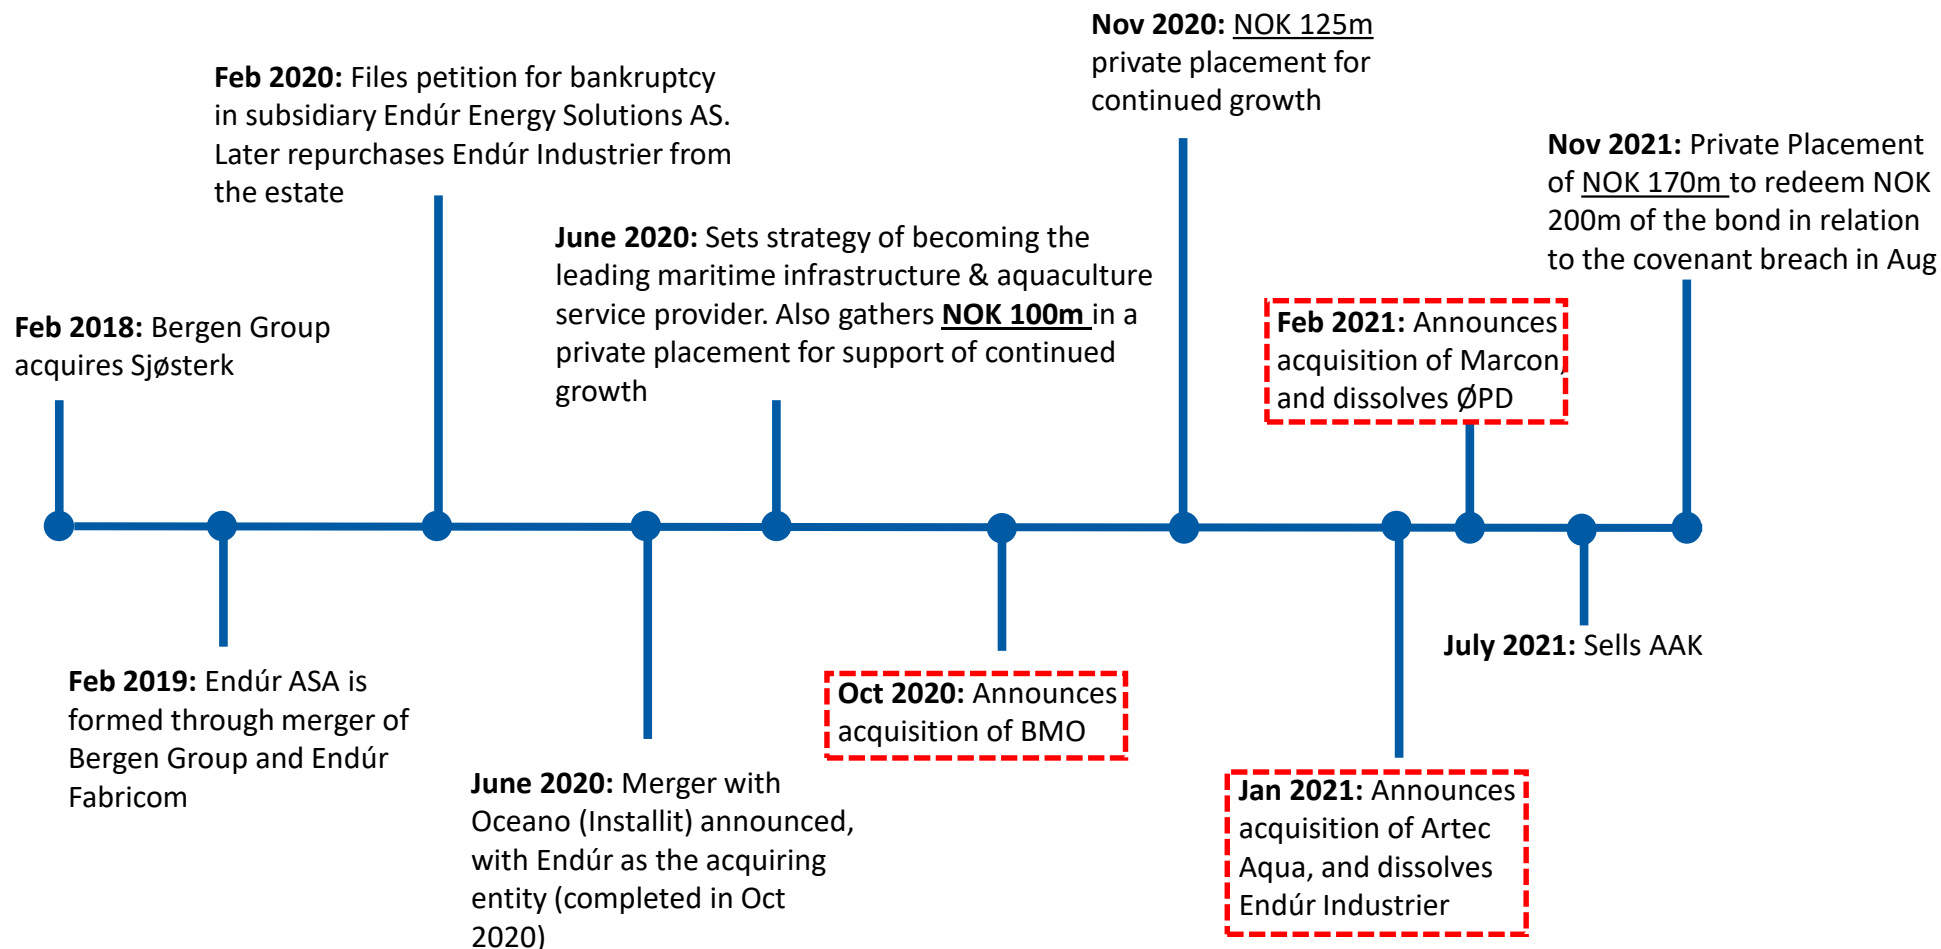 Feb 2018: Bergen Group
acquires Sjøsterk
Feb 2019: Endúr ASA is
formed through merger of
Bergen Group and Endúr
Fabricom
Feb 2020: Files petition for bankruptcy
in subsidiary Endúr Energy Solutions AS.
Later repurchases Endúr Industrier from
the estate
June 2020: Merger with
Oceano (Installit) announced,
with Endúr as the acquiring
entity (completed in Oct
2020)
June 2020: Sets strategy of becoming the
leading maritime infrastructure & aquaculture
service provider. Also gathers NOK 100m in a
private placement for support of continued
growth
Oct 2020: Announces
acquisition of BMO
Nov 2020: NOK 125m
private placement for
continued growth
Jan 2021: Announces
acquisition of Artec
Aqua, and dissolves
Endúr Industrier
Feb 2021: Announces
acquisition of Marcon,
and dissolves ØPD
July 2021: Sells AAK
Nov 2021: Private Placement
of NOK 170m to redeem NOK
200m of the bond in relation
to the covenant breach in Aug